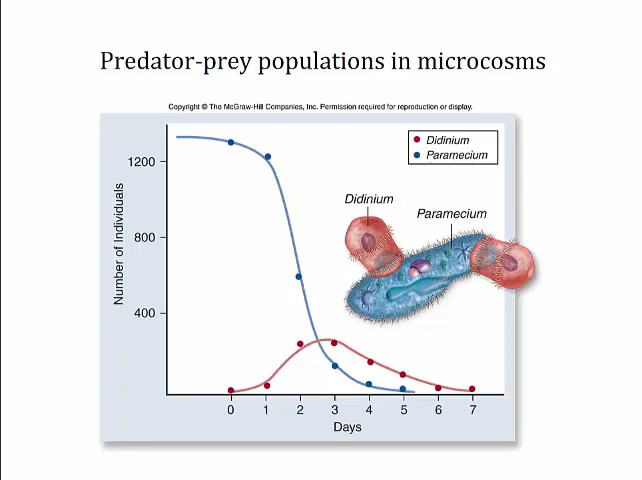 Predator-prey populations in microcosms
Copyright © The McGraw-Hill Companies, Inc. Permission required for reproduction or display.
Didinium
Paramecium
1200
800
400
Number of Individuals
Didinium
Paramecium
0 1 2 3 4 5 6 7
Days